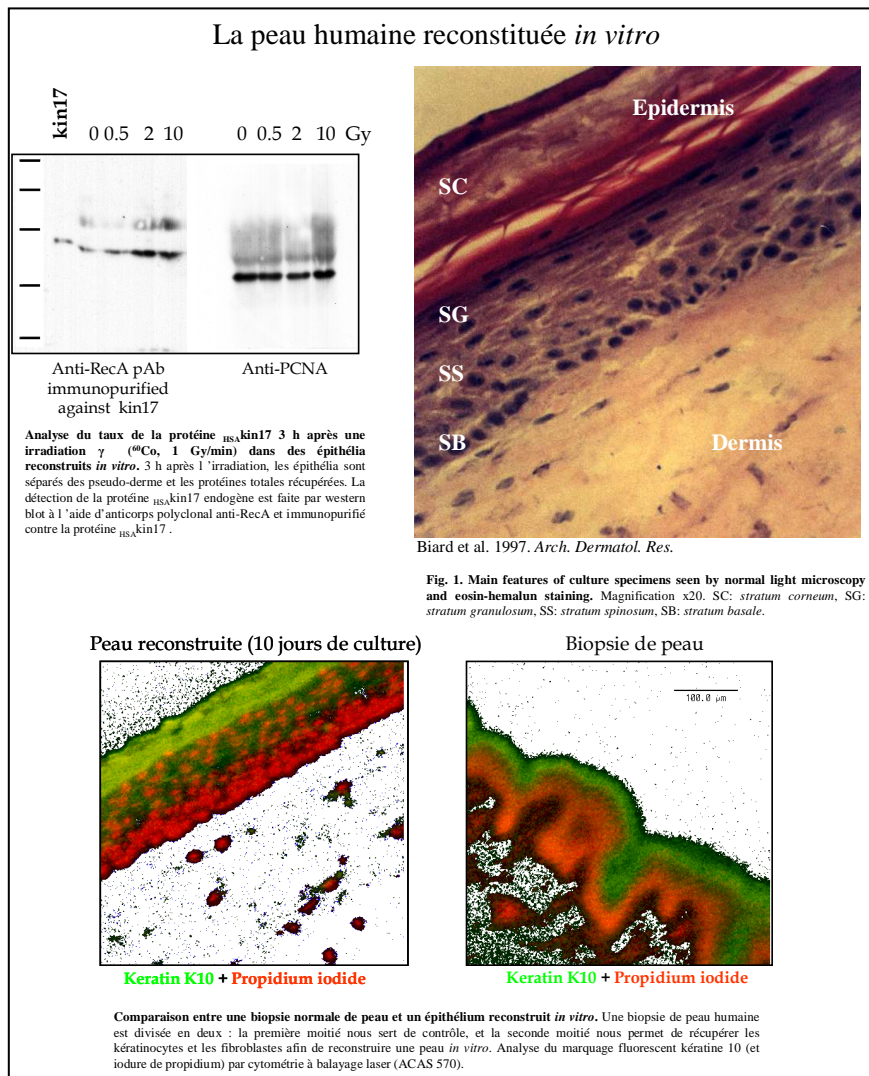 La peau humaine reconstituée in vitro
kin17
0 0.5 2 10 0 0.5 2 10 Gy
Anti-RecA pAb
immunopurified
against kin17
Anti-PCNA
Analyse du taux de la protéine HSAkin17 3 h après une
irradiation γ (60Co, 1 Gy/min) dans des épithélia
reconstruits in vitro. 3 h après l 'irradiation, les épithélia sont
séparés des pseudo-derme et les protéines totales récupérées. La
détection de la protéine HSAkin17 endogène est faite par western
blot à l 'aide d'anticorps polyclonal anti-RecA et immunopurifié
contre la protéine HSAkin17 .
Epidermis
SC
SG
SS
SB
Dermis
Biard et al. 1997. Arch. Dermatol. Res.
Fig. 1. Main features of culture specimens seen by normal light microscopy
and eosin-hemalun staining. Magnification x20. SC: stratum corneum, SG:
stratum granulosum, SS: stratum spinosum, SB: stratum basale.
Peau reconstruite (10 jours de culture)
Keratin K10 + Propidium iodide
Biopsie de peau
100.0 µm
Keratin K10 + Propidium iodide
Comparaison entre une biopsie normale de peau et un épithélium reconstruit in vitro. Une biopsie de peau humaine
est divisée en deux : la première moitié nous sert de contrôle, et la seconde moitié nous permet de récupérer les
kératinocytes et les fibroblastes afin de reconstruire une peau in vitro. Analyse du marquage fluorescent kératine 10 (et
iodure de propidium) par cytométrie à balayage laser (ACAS 570).